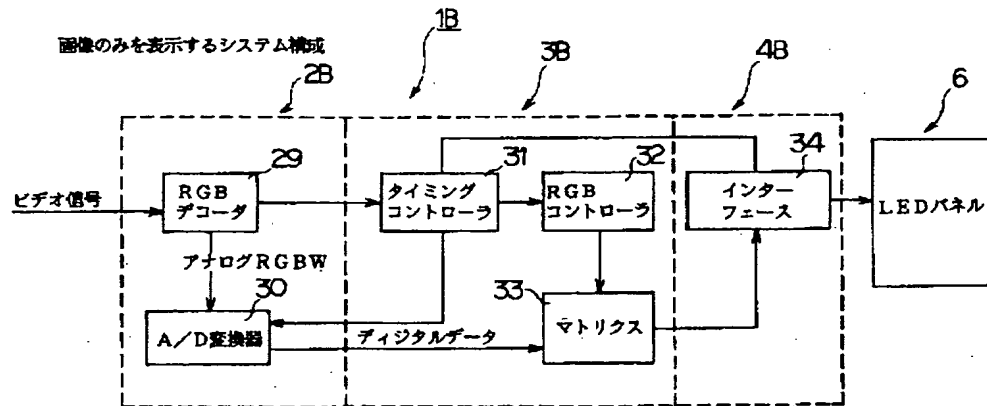 画像のみを表示するシステム構成
1B
2B
3B
4B
6
29
RGB
デコーダ
31
タイミング
コントローラ
32
RGB
コントローラ
34
インター
フェース
LEDパネル
ビデオ信号
アナログRGBW
30
A/D変換器
ディジタルデータ
33
マトリクス